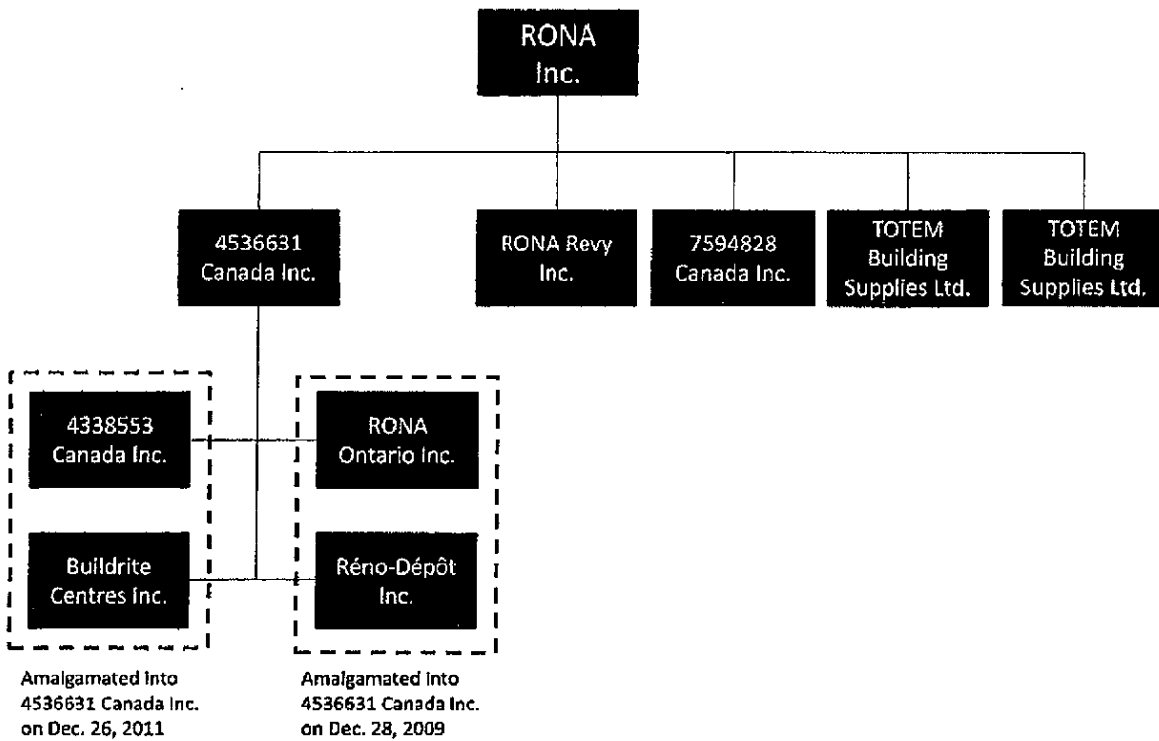 RONA
Inc.
4536631
Canada Inc.
RONA Revy
Inc.
7594828
Canada Inc.
TOTEM
Building
Supplies Ltd.
TOTEM
Building
Supplies Ltd.
4338553
Canada Inc.
RONA
Ontario Inc.
Buildrite
Centres Inc.
Réno-Dépôt
Inc.
Amalgamated into
4536631 Canada Inc.
on Dec. 26, 2011
Amalgamated into
4536631 Canada Inc.
on Dec. 28, 2009